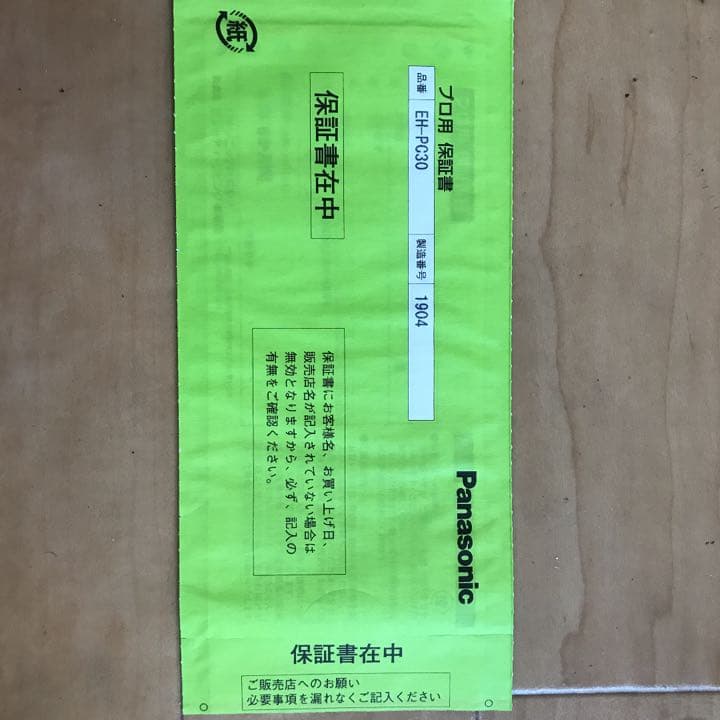 紙
プロ用 保証書
品番 EH-PC30 製造番号 1904
保証書在中
保証書にお客様名、お買い上げ日、
販売店名が記入されていない場合は
無効となりますから、必ず、記入の
有無をご確認ください。
Panasonic
保証書在中
ご販売店へのお願い
必要事項を漏れなくご記入ください